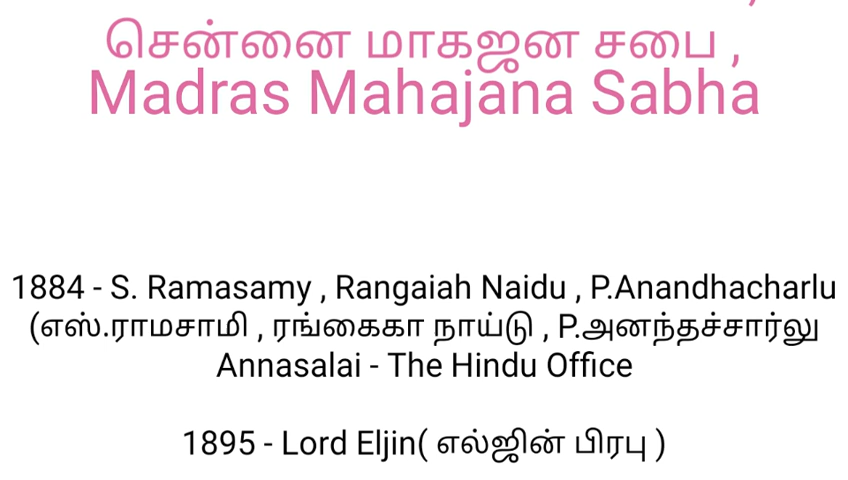 சென்னை மாகஜன சபை ,
Madras Mahajana Sabha
1884 - S. Ramasamy , Rangaiah Naidu , P.Anandhacharlu
(எஸ்.ராமசாமி , ரங்கைகா நாய்டு , P.அனந்தச்சார்லு
Annasalai - The Hindu Office
1895 - Lord Eljin( எல்ஜின் பிரபு )